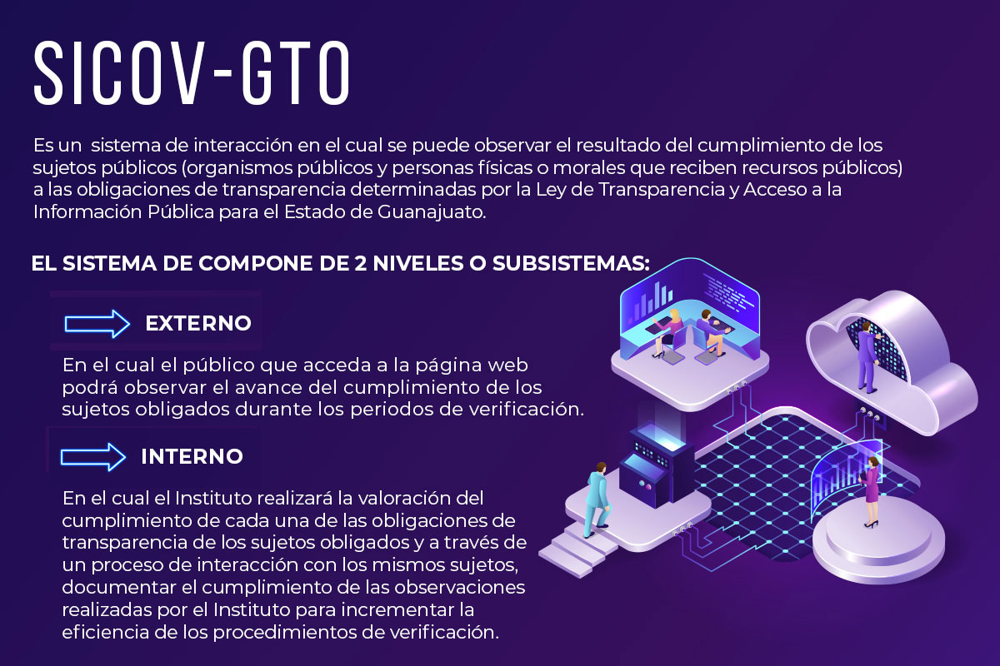 SICOV-GTO
Es un sistema de interacción en el cual se puede observar el resultado del cumplimiento de los
sujetos públicos (organismos públicos y personas físicas o morales que reciben recursos públicos)
a las obligaciones de transparencia determinadas por la Ley de Transparencia y Acceso a la
Información Pública para el Estado de Guanajuato.
EL SISTEMA DE COMPONE DE 2 NIVELES O SUBSISTEMAS:
EXTERNO
En el cual el público que acceda a la página web
podrá observar el avance del cumplimiento de los
sujetos obligados durante los periodos de verificación.
INTERNO
En el cual el Instituto realizará la valoración del
cumplimiento de cada una de las obligaciones de
transparencia de los sujetos obligados y a través de
un proceso de interacción con los mismos sujetos,
documentar el cumplimiento de las observaciones
realizadas por el Instituto para incrementar la
eficiencia de los procedimientos de verificación.